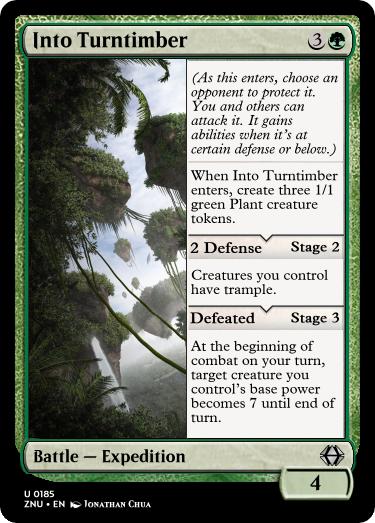 Into Turntimber 3
(As this enters, choose an
opponent to protect it.
You and others can
attack it. It gains
abilities when it's at
certain defense or below.)
When Into Turntimber
enters, create three 1/1
green Plant creature
tokens.
2 Defense Stage 2
Creatures you control
have trample.
Defeated Stage 3
At the beginning of
combat on your turn,
target creature you
control's base power
becomes 7 until end of
turn.
Battle — Expedition
4
U 0185
ZNU • EN Jonathan Chua